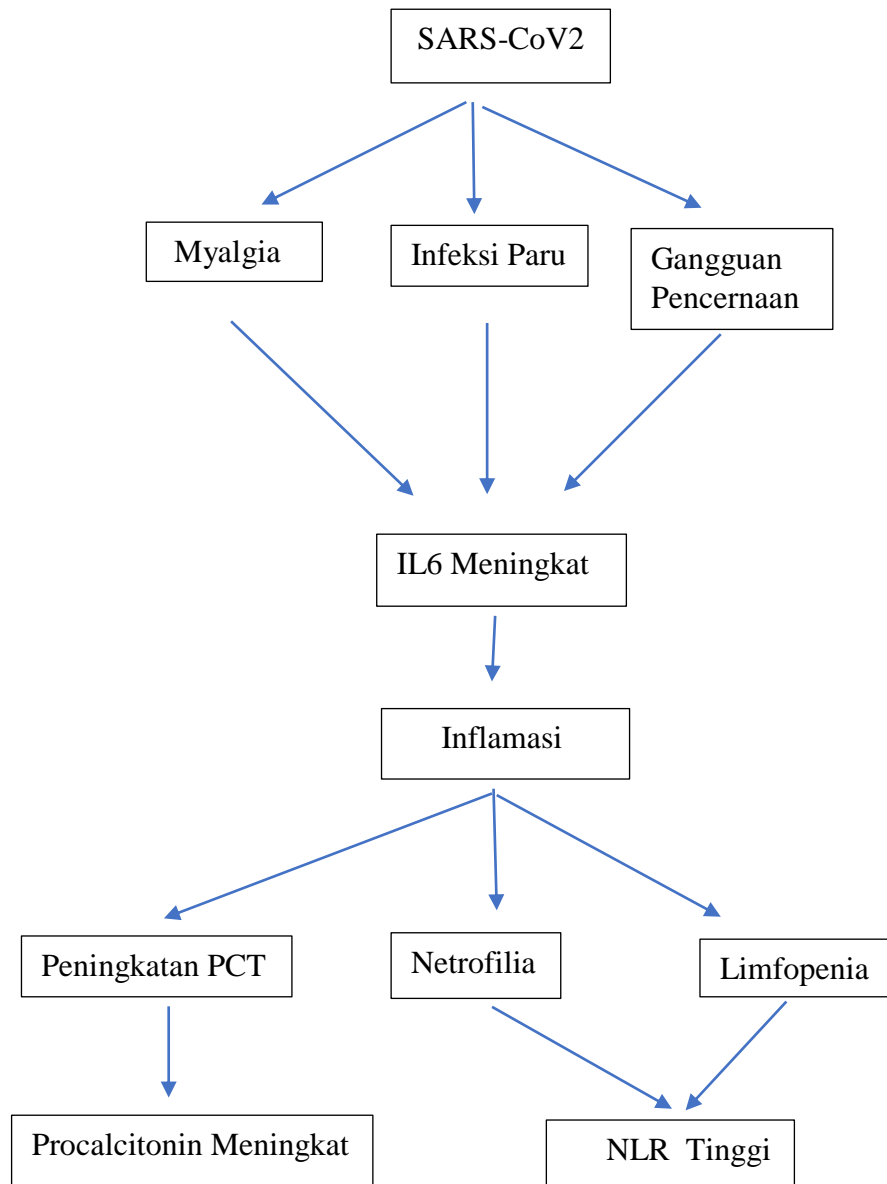 SARS-CoV2
Myalgia
Infeksi Paru
Gangguan
Pencernaan
IL6 Meningkat
Inflamasi
Peningkatan PCT
Netrofilia
Limfopenia
Procalcitonin Meningkat
NLR Tinggi